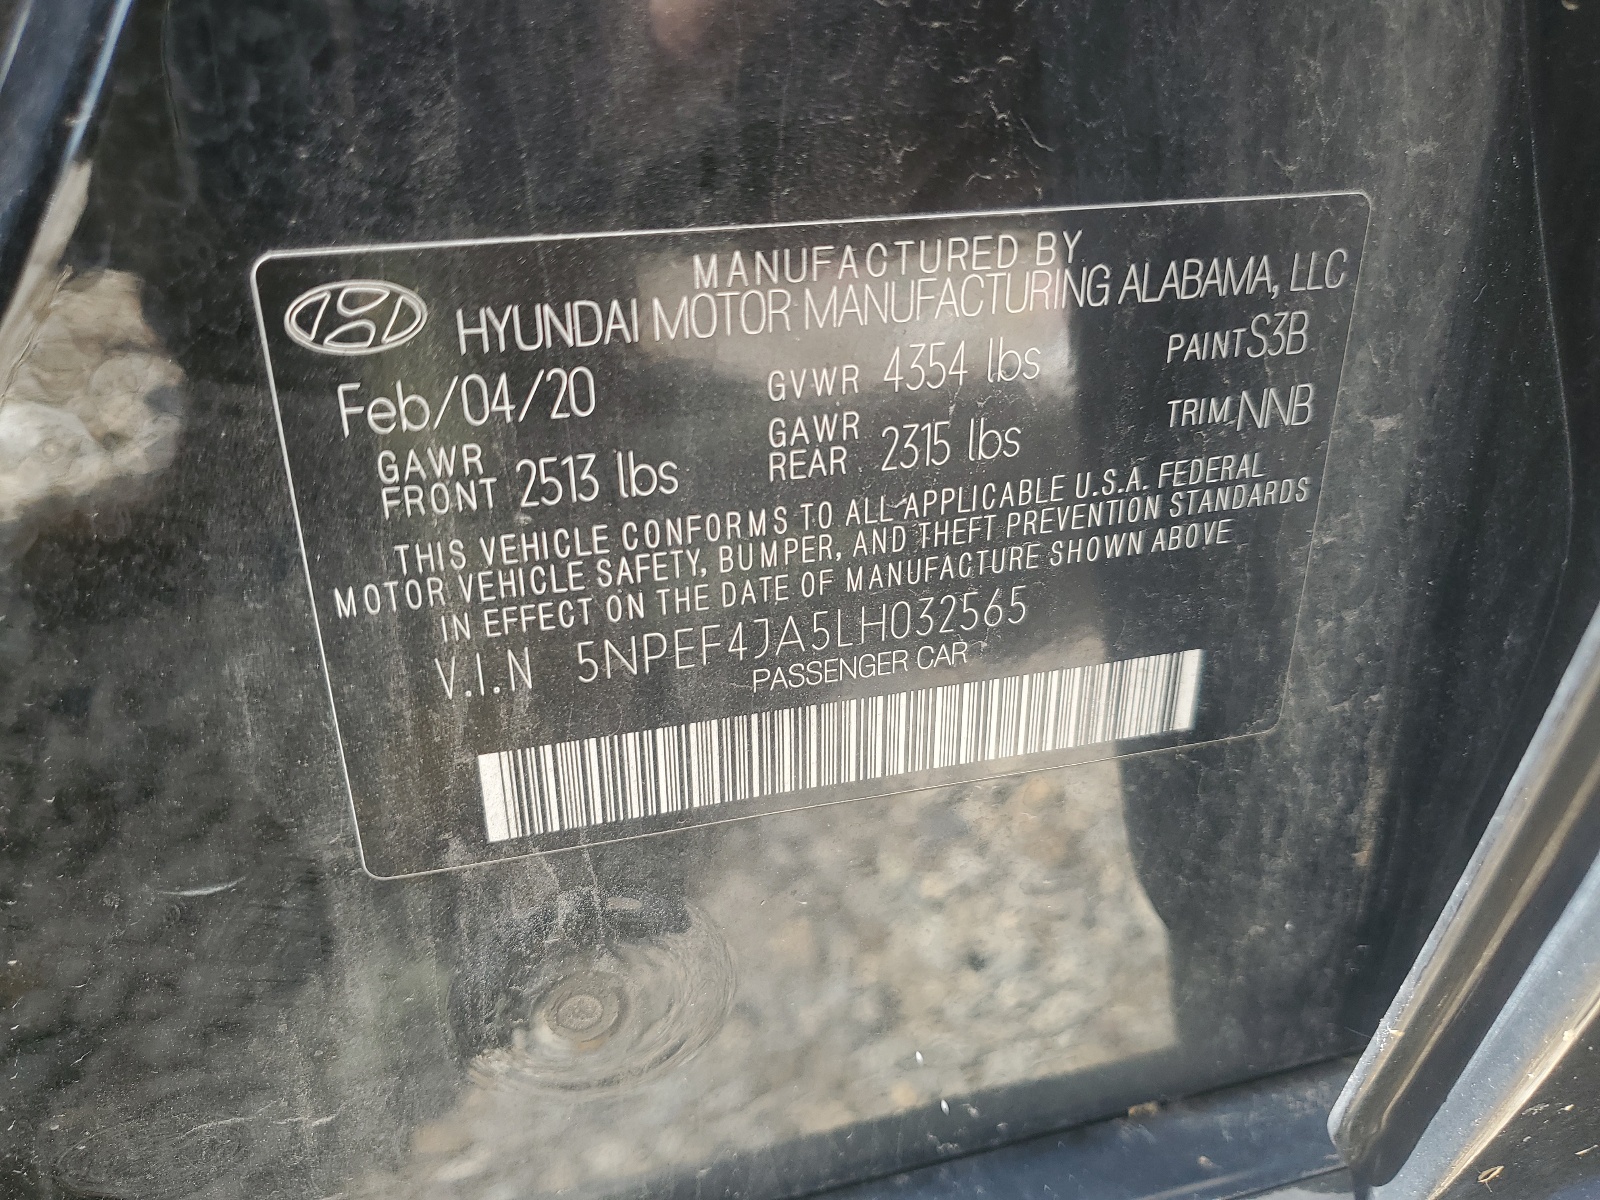 MANUFACTURED BY
HYUNDAI MOTOR MANUFACTURING ALABAMA, LLC
Feb/04/20 GVWR 4354 lbs PAINT S3B
GAWR FRONT 2513 lbs GAWR REAR 2315 lbs TRIM NNB
THIS VEHICLE CONFORMS TO ALL APPLICABLE U.S.A. FEDERAL
MOTOR VEHICLE SAFETY, BUMPER, AND THEFT PREVENTION STANDARDS
IN EFFECT ON THE DATE OF MANUFACTURE SHOWN ABOVE
V.I.N 5NPEF4JA5LH032565
PASSENGER CAR